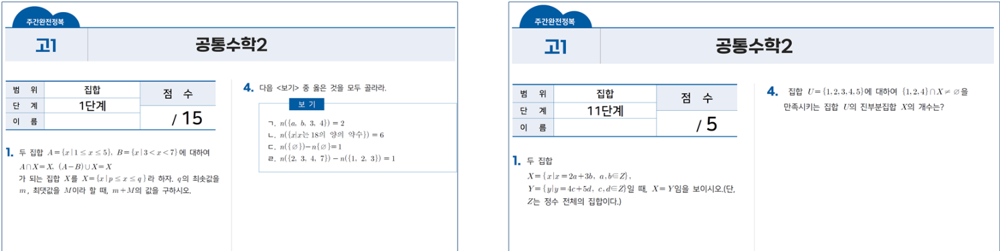 주간완전정복
고1
공통수학2
범 위
집합
점 수
단 계
1단계
이 름
/ 15
1. 두 집합 A={x|1≤x≤5}, B={x|3<x<7}에 대하여
A∩X=X, (A-B)∪X=X
가 되는 집합 X를 X={x|p≤x≤q}라 하자. q의 최솟값을
m, 최댓값을 M이라 할 때, m+M의 값을 구하시오.
4. 다음 <보기> 중 옳은 것을 모두 골라라.
보 기
ㄱ. n({a, b, 3, 4})=2
ㄴ. n({x|x는 18의 양의 약수})=6
ㄷ. n({∅})-n{∅}=1
ㄹ. n({2, 3, 4, 7})-n({1, 2, 3})=1
주간완전정복
고1
공통수학2
범 위
집합
점 수
단 계
11단계
이 름
/ 5
1. 두 집합
X={x|x=2a+3b, a,b∈Z},
Y={y|y=4c+5d, c,d∈Z}일 때, X=Y임을 보이시오.(단,
Z는 정수 전체의 집합이다.)
4. 집합 U={1,2,3,4,5}에 대하여 {1,2,4}∩X≠∅을
만족시키는 집합 U의 진부분집합 X의 개수는?